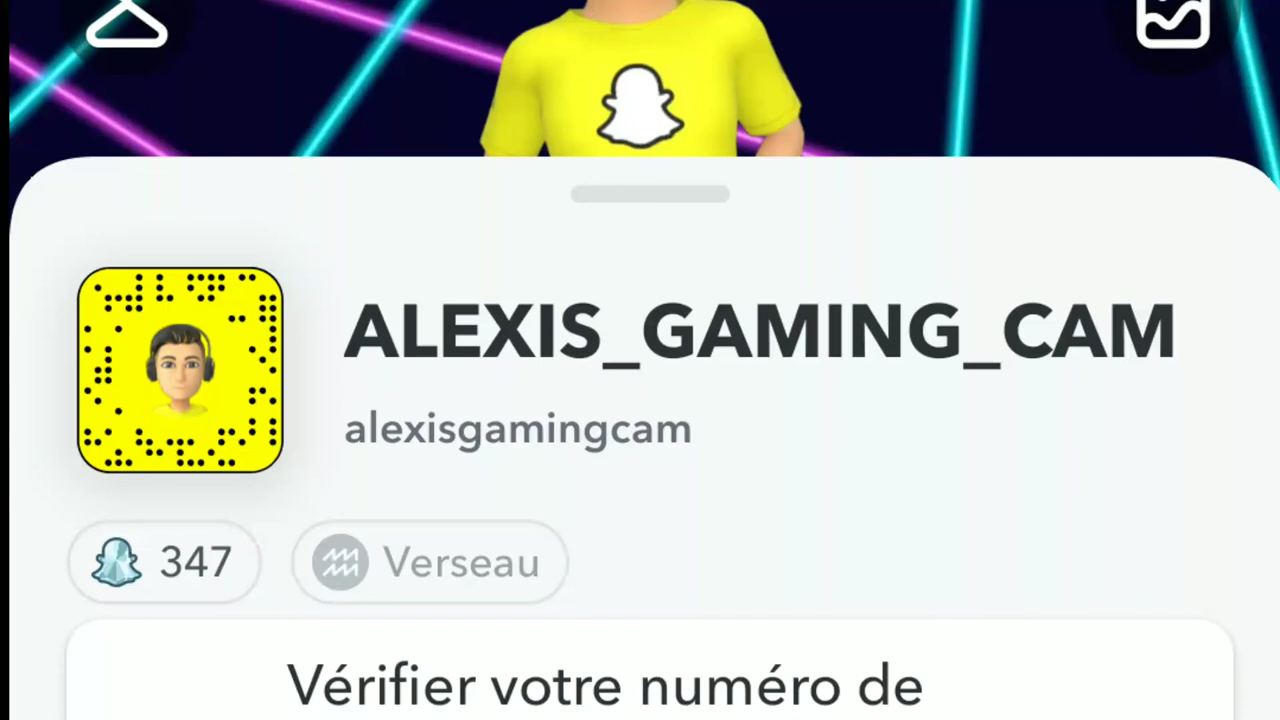 ALEXIS_GAMING_CAM
alexisgamingcam
347
Verseau
Vérifier votre numéro de